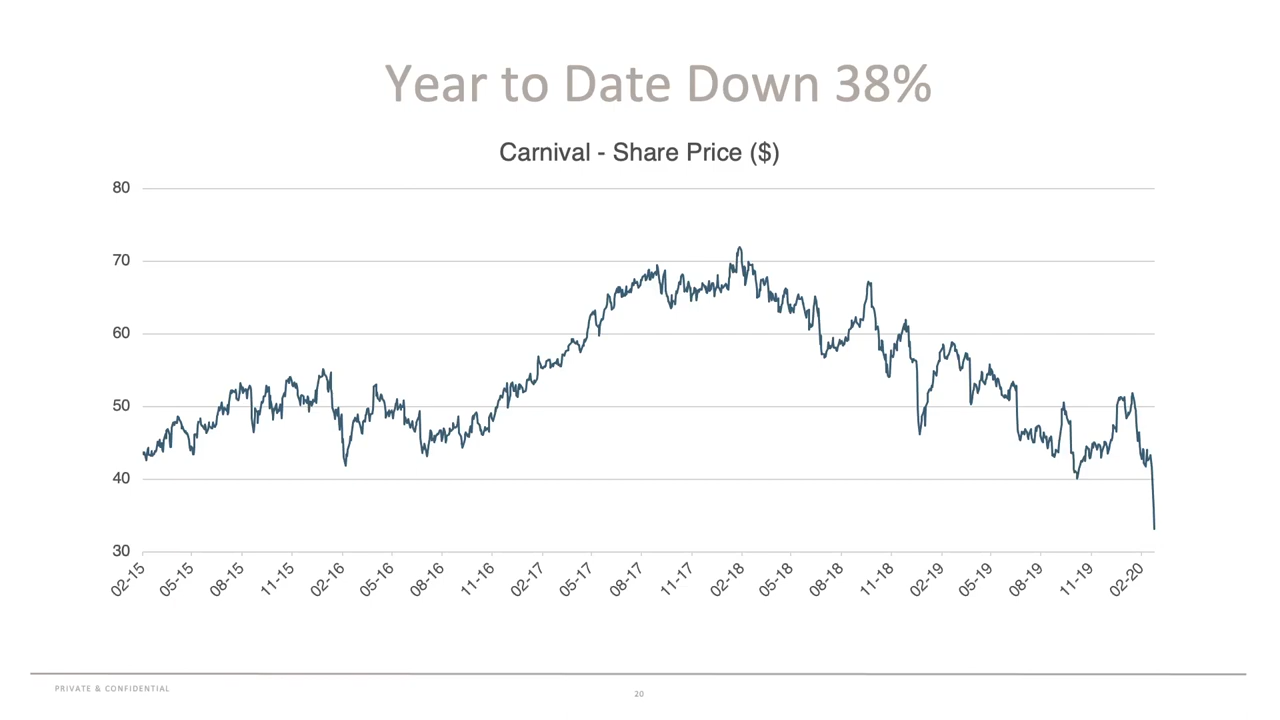 Year to Date Down 38%
Carnival - Share Price ($)
80
70
60
50
40
30
02-15 05-15 08-15 11-15 02-16 05-16 08-16 11-16 02-17 05-17 08-17 11-17 02-18 05-18 08-18 11-18 02-19 05-19 08-19 11-19 02-20
PRIVATE & CONFIDENTIAL
20